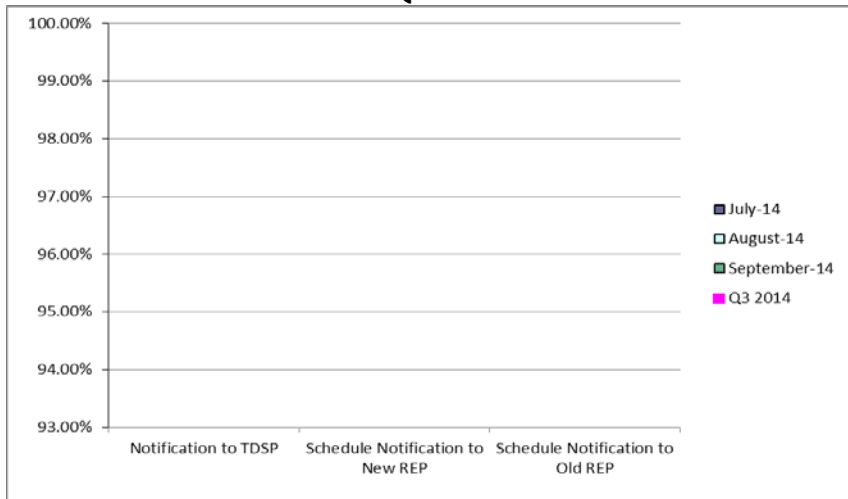 100.00%
99.00%
98.00%
97.00%
96.00%
95.00%
94.00%
93.00%
Notification to TDSP
Schedule Notification to
New REP
Schedule Notification to
Old REP
July-14
August-14
September-14
Q3 2014